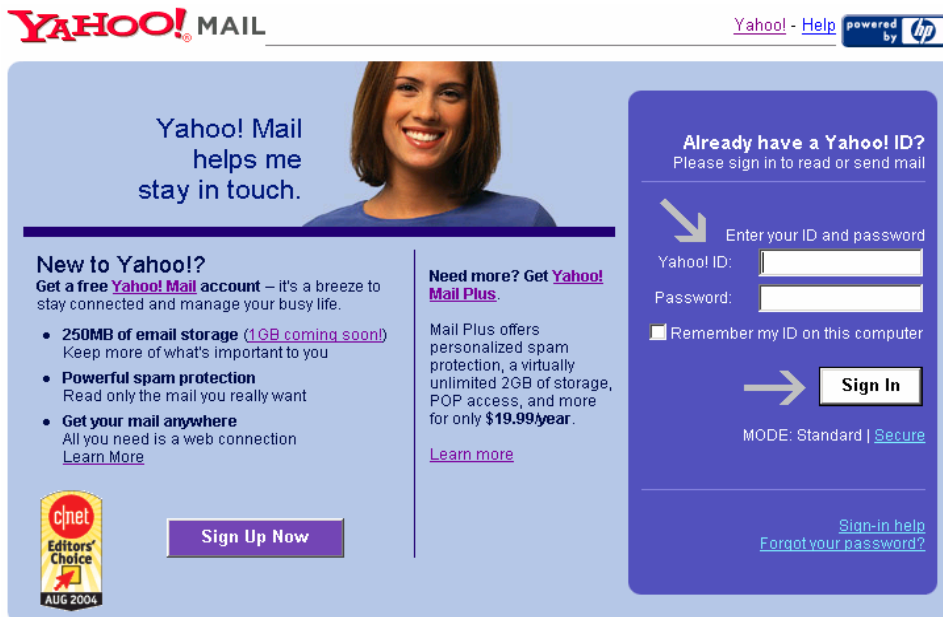 YAHOO! MAIL
Yahoo! - Help
powered by hp
Yahoo! Mail
helps me
stay in touch.
New to Yahoo!?
Get a free Yahoo! Mail account – it's a breeze to
stay connected and manage your busy life.
• 250MB of email storage (1GB coming soon!)
Keep more of what's important to you
• Powerful spam protection
Read only the mail you really want
• Get your mail anywhere
All you need is a web connection
Learn More
c|net
Editors'
Choice
AUG 2004
Sign Up Now
Need more? Get Yahoo!
Mail Plus.
Mail Plus offers
personalized spam
protection, a virtually
unlimited 2GB of storage,
POP access, and more
for only $19.99/year.
Learn more
Already have a Yahoo! ID?
Please sign in to read or send mail
Enter your ID and password
Yahoo! ID:
Password:
Remember my ID on this computer
Sign In
MODE: Standard | Secure
Sign-in help
Forgot your password?